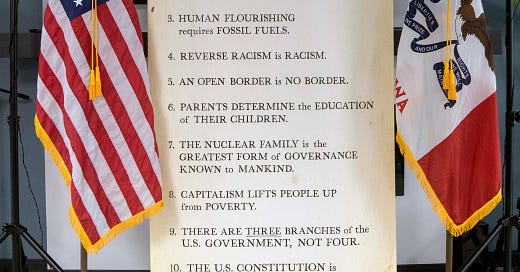 3. HUMAN FLOURISHING
requires FOSSIL FUELS.
4. REVERSE RACISM is RACISM.
5. AN OPEN BORDER is NO BORDER.
6. PARENTS DETERMINE the EDUCATION
of THEIR CHILDREN.
7. THE NUCLEAR FAMILY is the
GREATEST FORM of GOVERNANCE
KNOWN to MANKIND.
8. CAPITALISM LIFTS PEOPLE UP
from POVERTY.
9. THERE ARE THREE BRANCHES of the
U.S. GOVERNMENT, NOT FOUR.
10. THE U.S. CONSTITUTION is